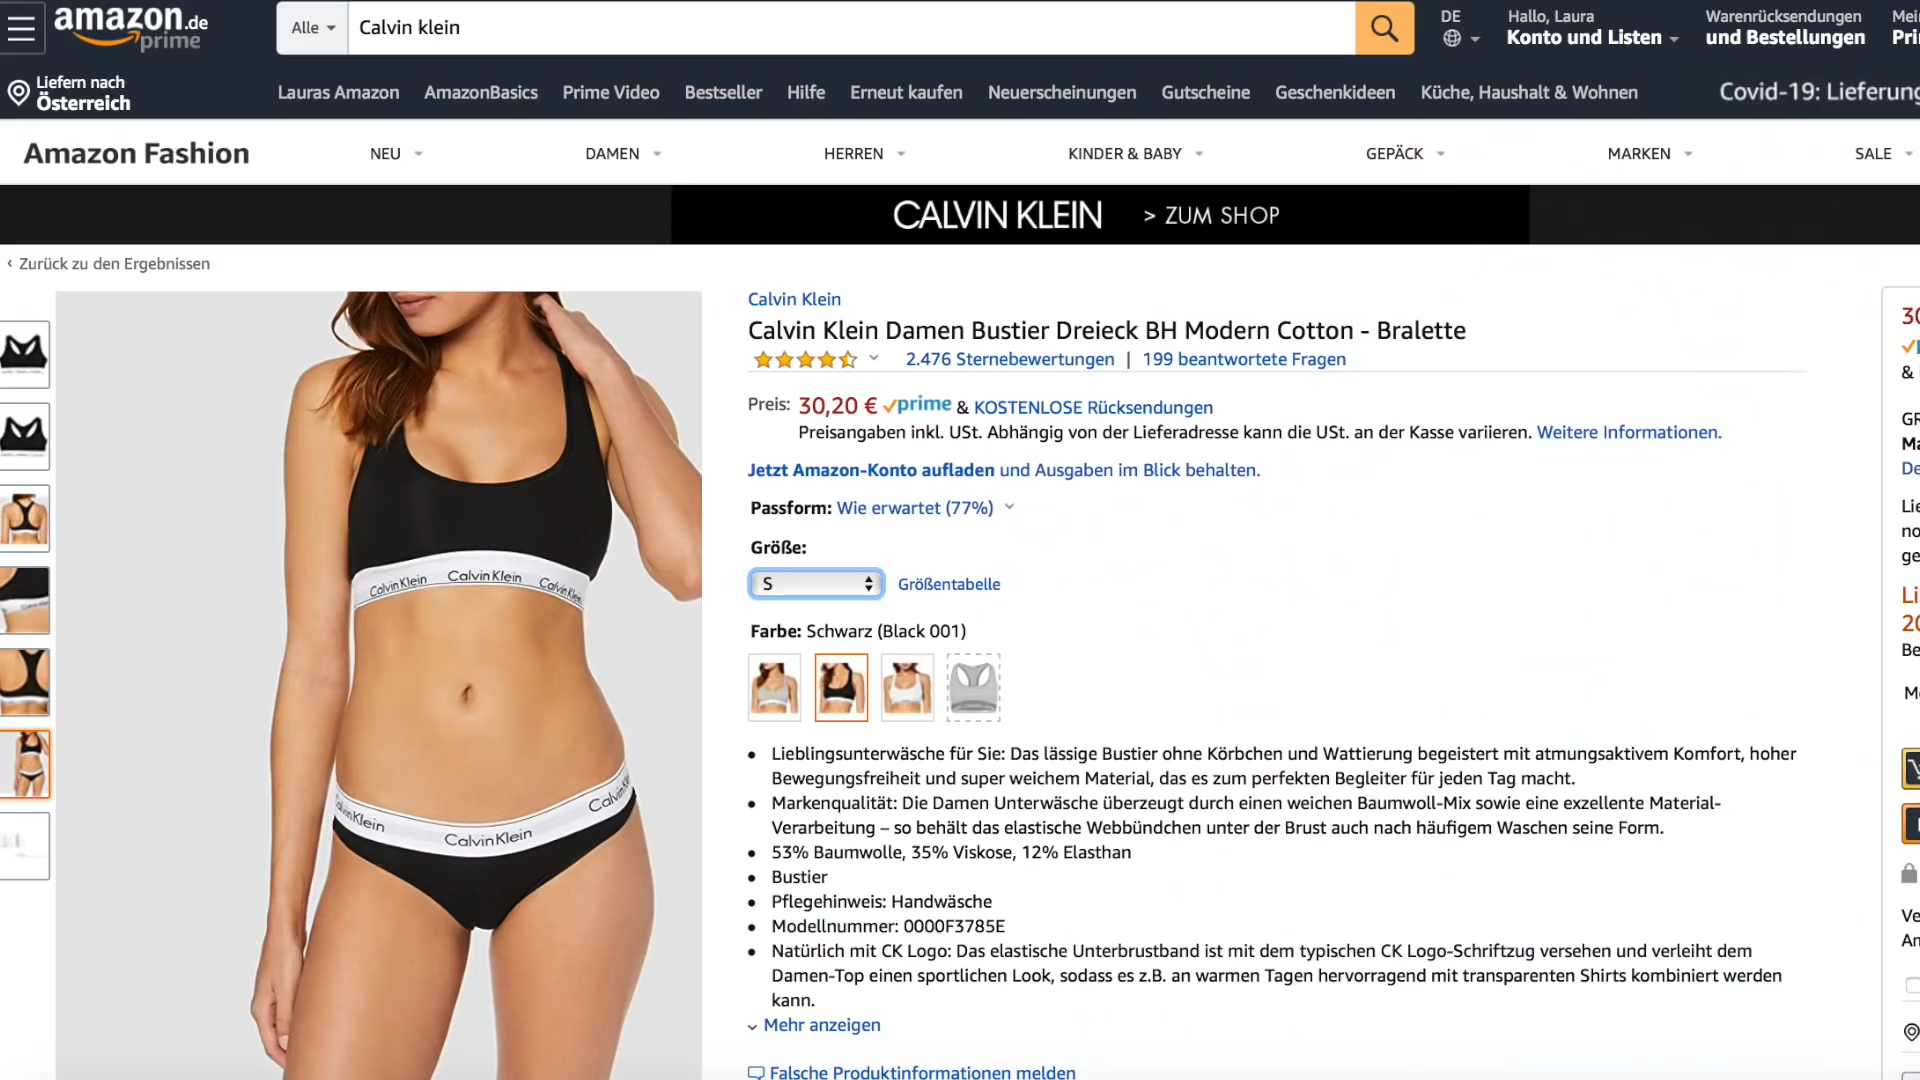 amazon.de
prime
Alle
Calvin klein
DE
Hallo, Laura
Konto und Listen
Warenrücksendungen
und Bestellungen
Liefern nach
Österreich
Lauras Amazon
AmazonBasics
Prime Video
Bestseller
Hilfe
Erneut kaufen
Neuerscheinungen
Gutscheine
Geschenkideen
Küche, Haushalt & Wohnen
Covid-19: Lieferung
Amazon Fashion
NEU
DAMEN
HERREN
KINDER & BABY
GEPÄCK
MARKEN
SALE
CALVIN KLEIN > ZUM SHOP
‹ Zurück zu den Ergebnissen
Calvin Klein
Calvin Klein Damen Bustier Dreieck BH Modern Cotton - Bralette
2.476 Sternebewertungen | 199 beantwortete Fragen
Preis: 30,20 € prime & KOSTENLOSE Rücksendungen
Preisangaben inkl. USt. Abhängig von der Lieferadresse kann die USt. an der Kasse variieren. Weitere Informationen.
Jetzt Amazon-Konto aufladen und Ausgaben im Blick behalten.
Passform: Wie erwartet (77%)
Größe:
S
Größentabelle
Farbe: Schwarz (Black 001)
• Lieblingsunterwäsche für Sie: Das lässige Bustier ohne Körbchen und Wattierung begeistert mit atmungsaktivem Komfort, hoher
Bewegungsfreiheit und super weichem Material, das es zum perfekten Begleiter für jeden Tag macht.
• Markenqualität: Die Damen Unterwäsche überzeugt durch einen weichen Baumwoll-Mix sowie eine exzellente Material-
Verarbeitung – so behält das elastische Webbündchen unter der Brust auch nach häufigem Waschen seine Form.
• 53% Baumwolle, 35% Viskose, 12% Elasthan
• Bustier
• Pflegehinweis: Handwäsche
• Modellnummer: 0000F3785E
• Natürlich mit CK Logo: Das elastische Unterbrustband ist mit dem typischen CK Logo-Schriftzug versehen und verleiht dem
Damen-Top einen sportlichen Look, sodass es z.B. an warmen Tagen hervorragend mit transparenten Shirts kombiniert werden
kann.
Mehr anzeigen
Falsche Produktinformationen melden
Calvin Klein Calvin Klein Calvin Klein
Klein Calvin Klein Calvin